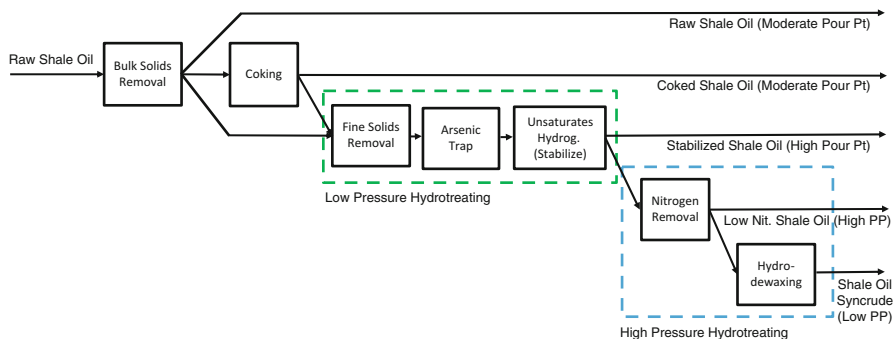 Raw Shale Oil (Moderate Pour Pt)
Raw Shale Oil
Bulk Solids
Removal
Coking
Coked Shale Oil (Moderate Pour Pt)
Fine Solids
Removal
Arsenic
Trap
Unsaturates
Hydrog.
(Stabilize)
Stabilized Shale Oil (High Pour Pt)
Low Pressure Hydrotreating
Nitrogen
Removal
Low Nit. Shale Oil (High PP)
Hydro-
dewaxing
Shale Oil
Syncrude
(Low PP)
High Pressure Hydrotreating